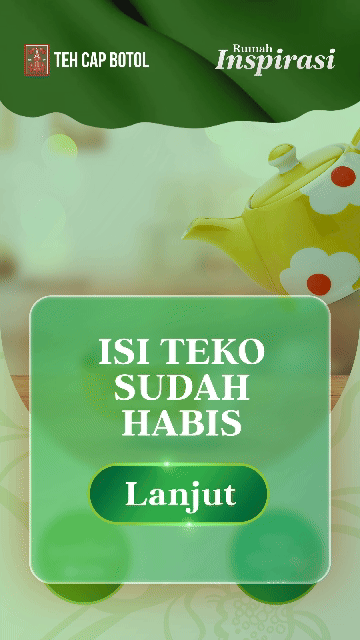 TEH CAP BOTOL
Rumah
Inspirasi
ISI TEKO
SUDAH
HABIS
Lanjut